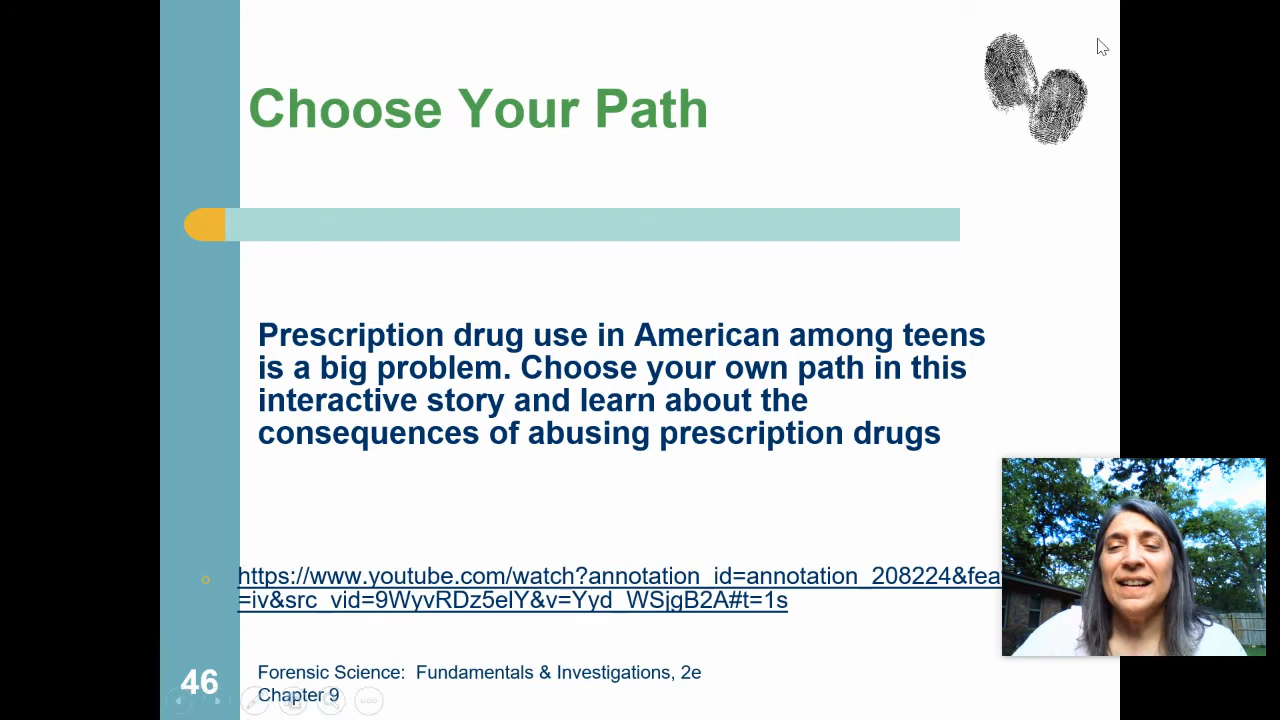 Choose Your Path
Prescription drug use in American among teens
is a big problem. Choose your own path in this
interactive story and learn about the
consequences of abusing prescription drugs
https://www.youtube.com/watch?annotation_id=annotation_208224&fea
=iv&src_vid=9WyvRDz5elY&v=Yyd_WSjgB2A#t=1s
46
Forensic Science: Fundamentals & Investigations, 2e
Chapter 9